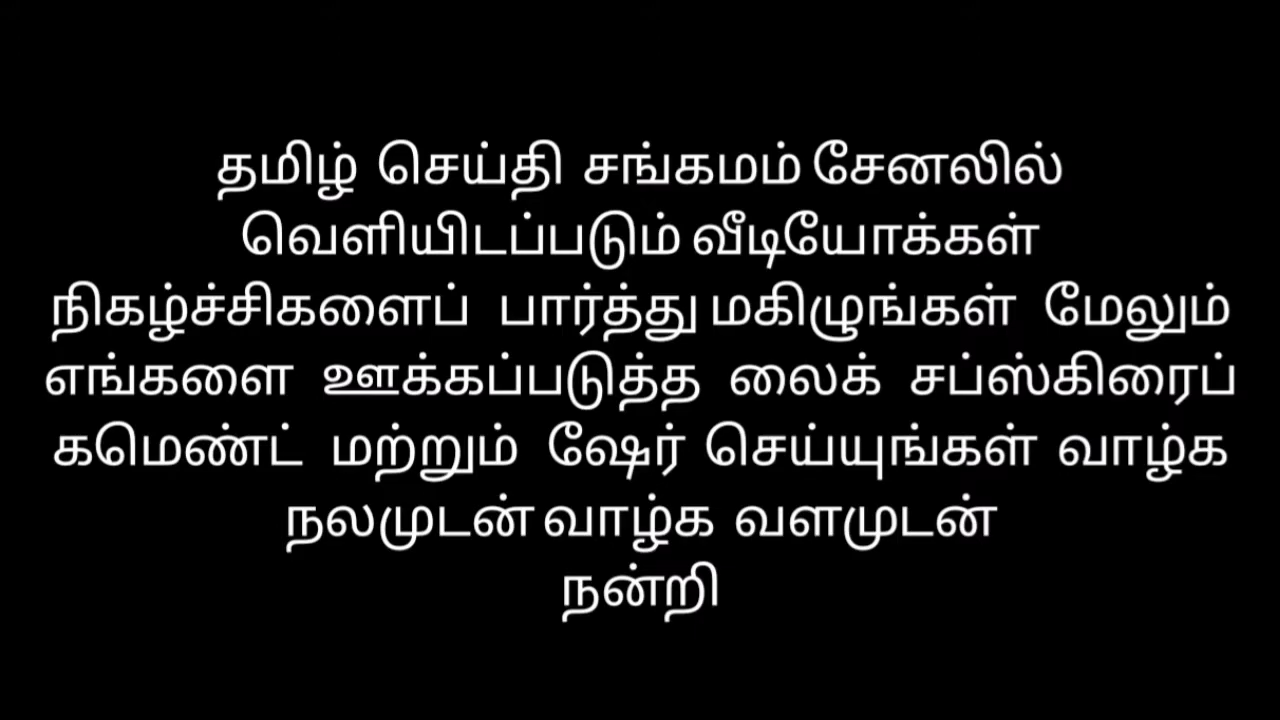 தமிழ் செய்தி சங்கமம் சேனலில்
வெளியிடப்படும் வீடியோக்கள்
நிகழ்ச்சிகளைப் பார்த்து மகிழுங்கள் மேலும்
எங்களை ஊக்கப்படுத்த லைக் சப்ஸ்கிரைப்
கமெண்ட் மற்றும் ஷேர் செய்யுங்கள் வாழ்க
நலமுடன் வாழ்க வளமுடன்
நன்றி